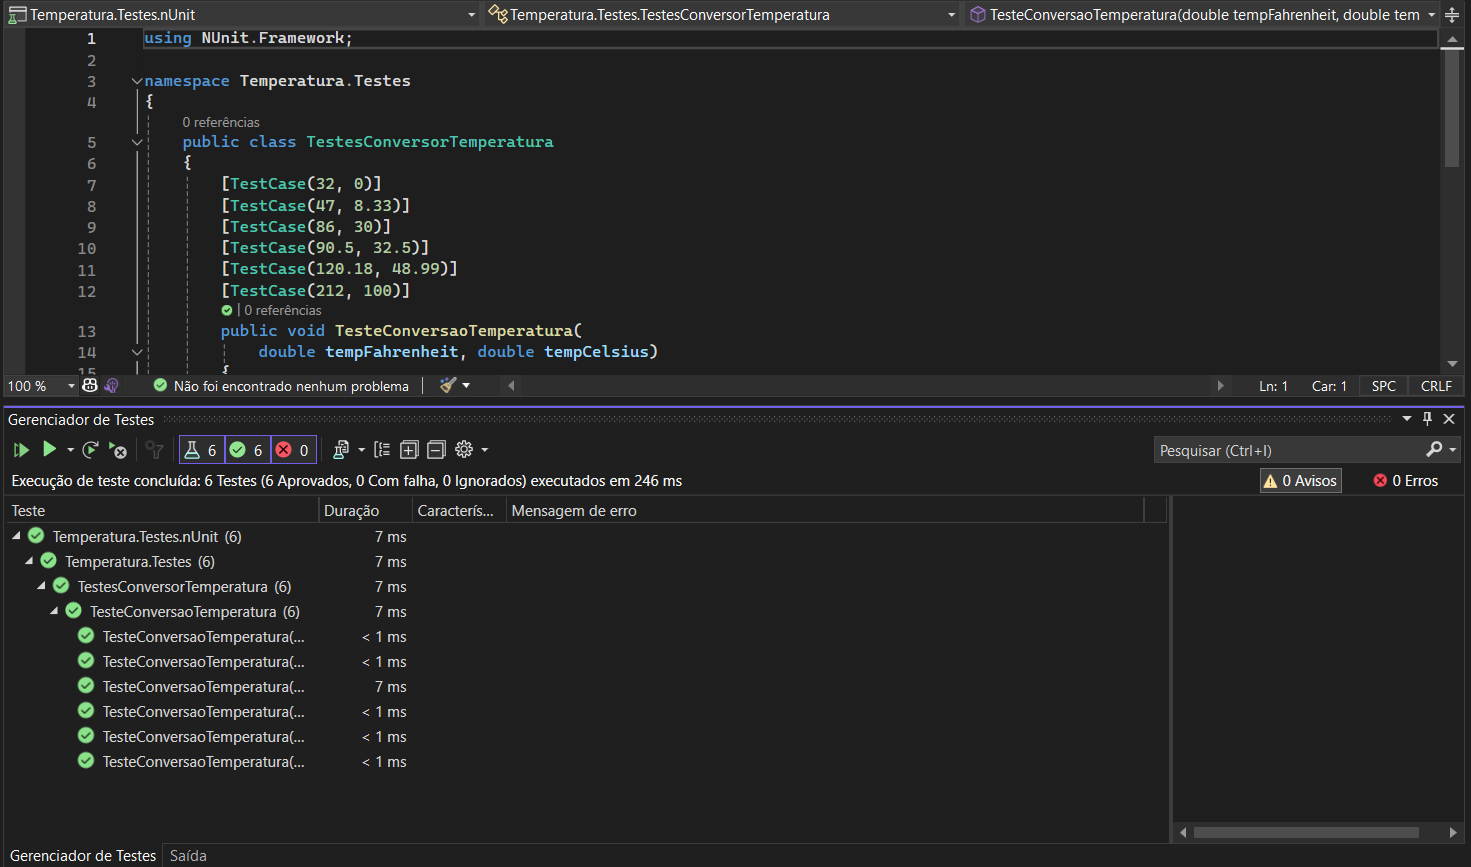 Temperatura.Testes.nUnit Temperatura.Testes.TestesConversorTemperatura TesteConversaoTemperatura(double tempFahrenheit, double tem
1 using NUnit.Framework;
2
3 namespace Temperatura.Testes
4 {
0 referências
5 public class TestesConversorTemperatura
6 {
7 [TestCase(32, 0)]
8 [TestCase(47, 8.33)]
9 [TestCase(86, 30)]
10 [TestCase(90.5, 32.5)]
11 [TestCase(120.18, 48.99)]
12 [TestCase(212, 100)]
| 0 referências
13 public void TesteConversaoTemperatura(
14 double tempFahrenheit, double tempCelsius)
15 {
100 % Não foi encontrado nenhum problema Ln: 1 Car: 1 SPC CRLF
Gerenciador de Testes
6 6 0 Pesquisar (Ctrl+I)
Execução de teste concluída: 6 Testes (6 Aprovados, 0 Com falha, 0 Ignorados) executados em 246 ms 0 Avisos 0 Erros
Teste Duração Caracterís... Mensagem de erro
Temperatura.Testes.nUnit (6) 7 ms
Temperatura.Testes (6) 7 ms
TestesConversorTemperatura (6) 7 ms
TesteConversaoTemperatura (6) 7 ms
TesteConversaoTemperatura(... < 1 ms
TesteConversaoTemperatura(... < 1 ms
TesteConversaoTemperatura(... 7 ms
TesteConversaoTemperatura(... < 1 ms
TesteConversaoTemperatura(... < 1 ms
TesteConversaoTemperatura(... < 1 ms
Gerenciador de Testes Saída